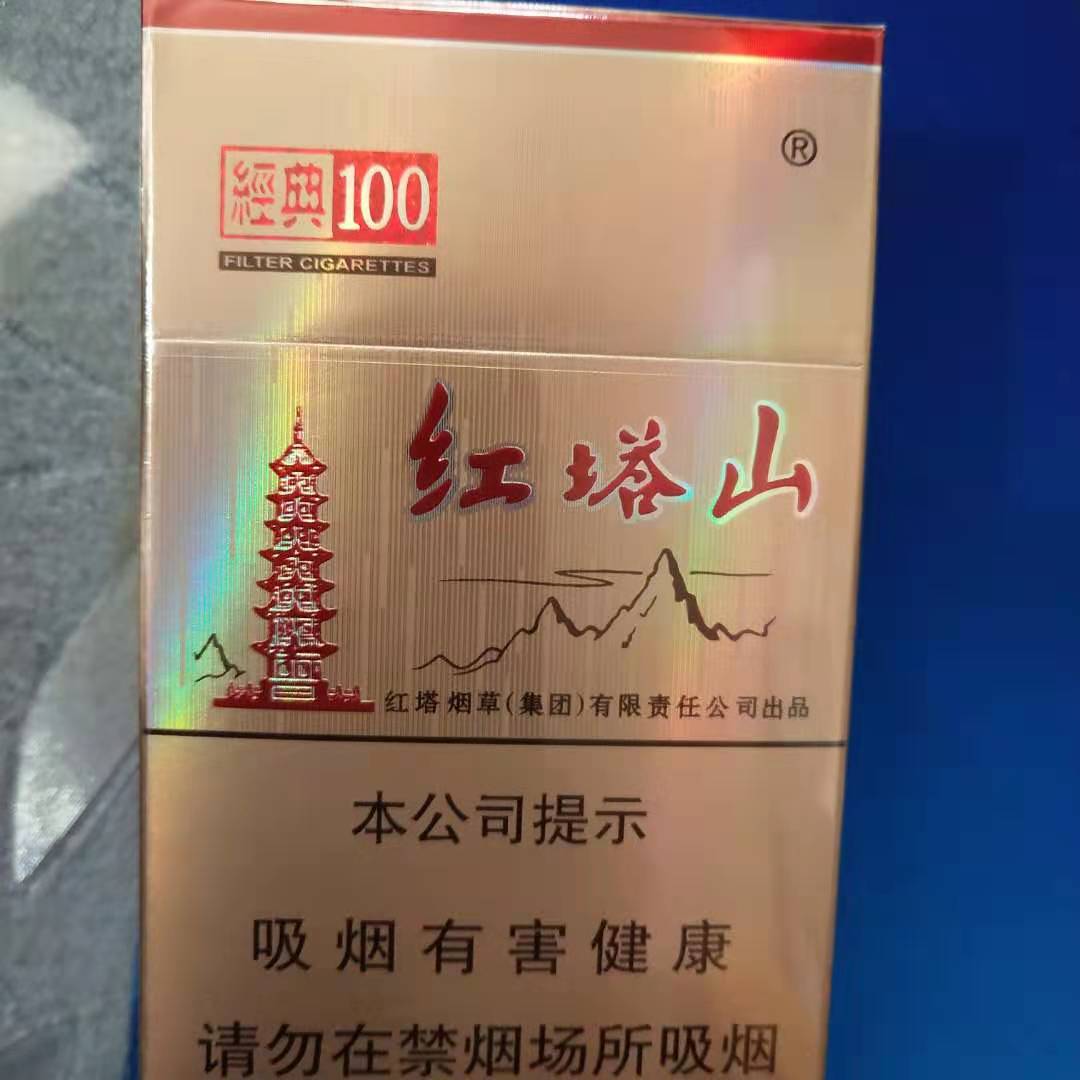 經典100
®
FILTER CIGARETTES
红塔山
红塔烟草(集团)有限责任公司出品
本公司提示
吸烟有害健康
请勿在禁烟场所吸烟